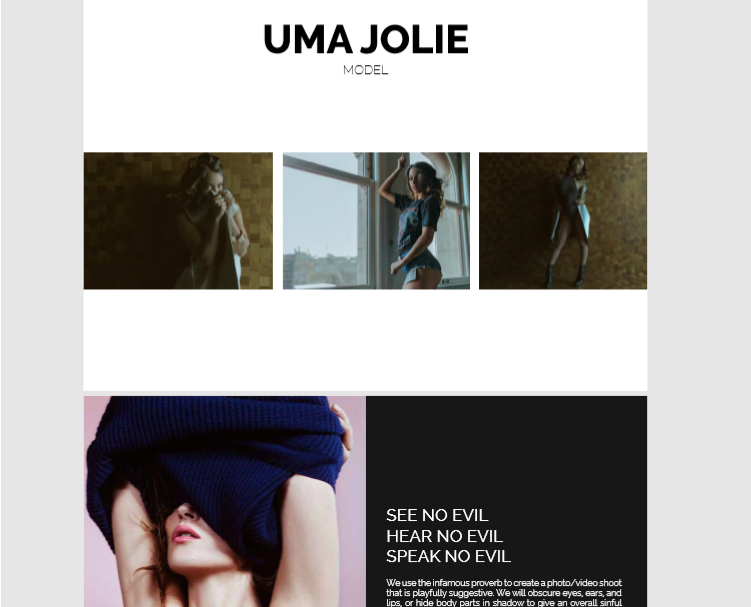 UMA JOLIE
MODEL
SEE NO EVIL
HEAR NO EVIL
SPEAK NO EVIL
We use the infamous proverb to create a photo/video shoot
that is playfully suggestive. We will obscure eyes, ears, and
lips, or hide body parts in shadow to give an overall sinful